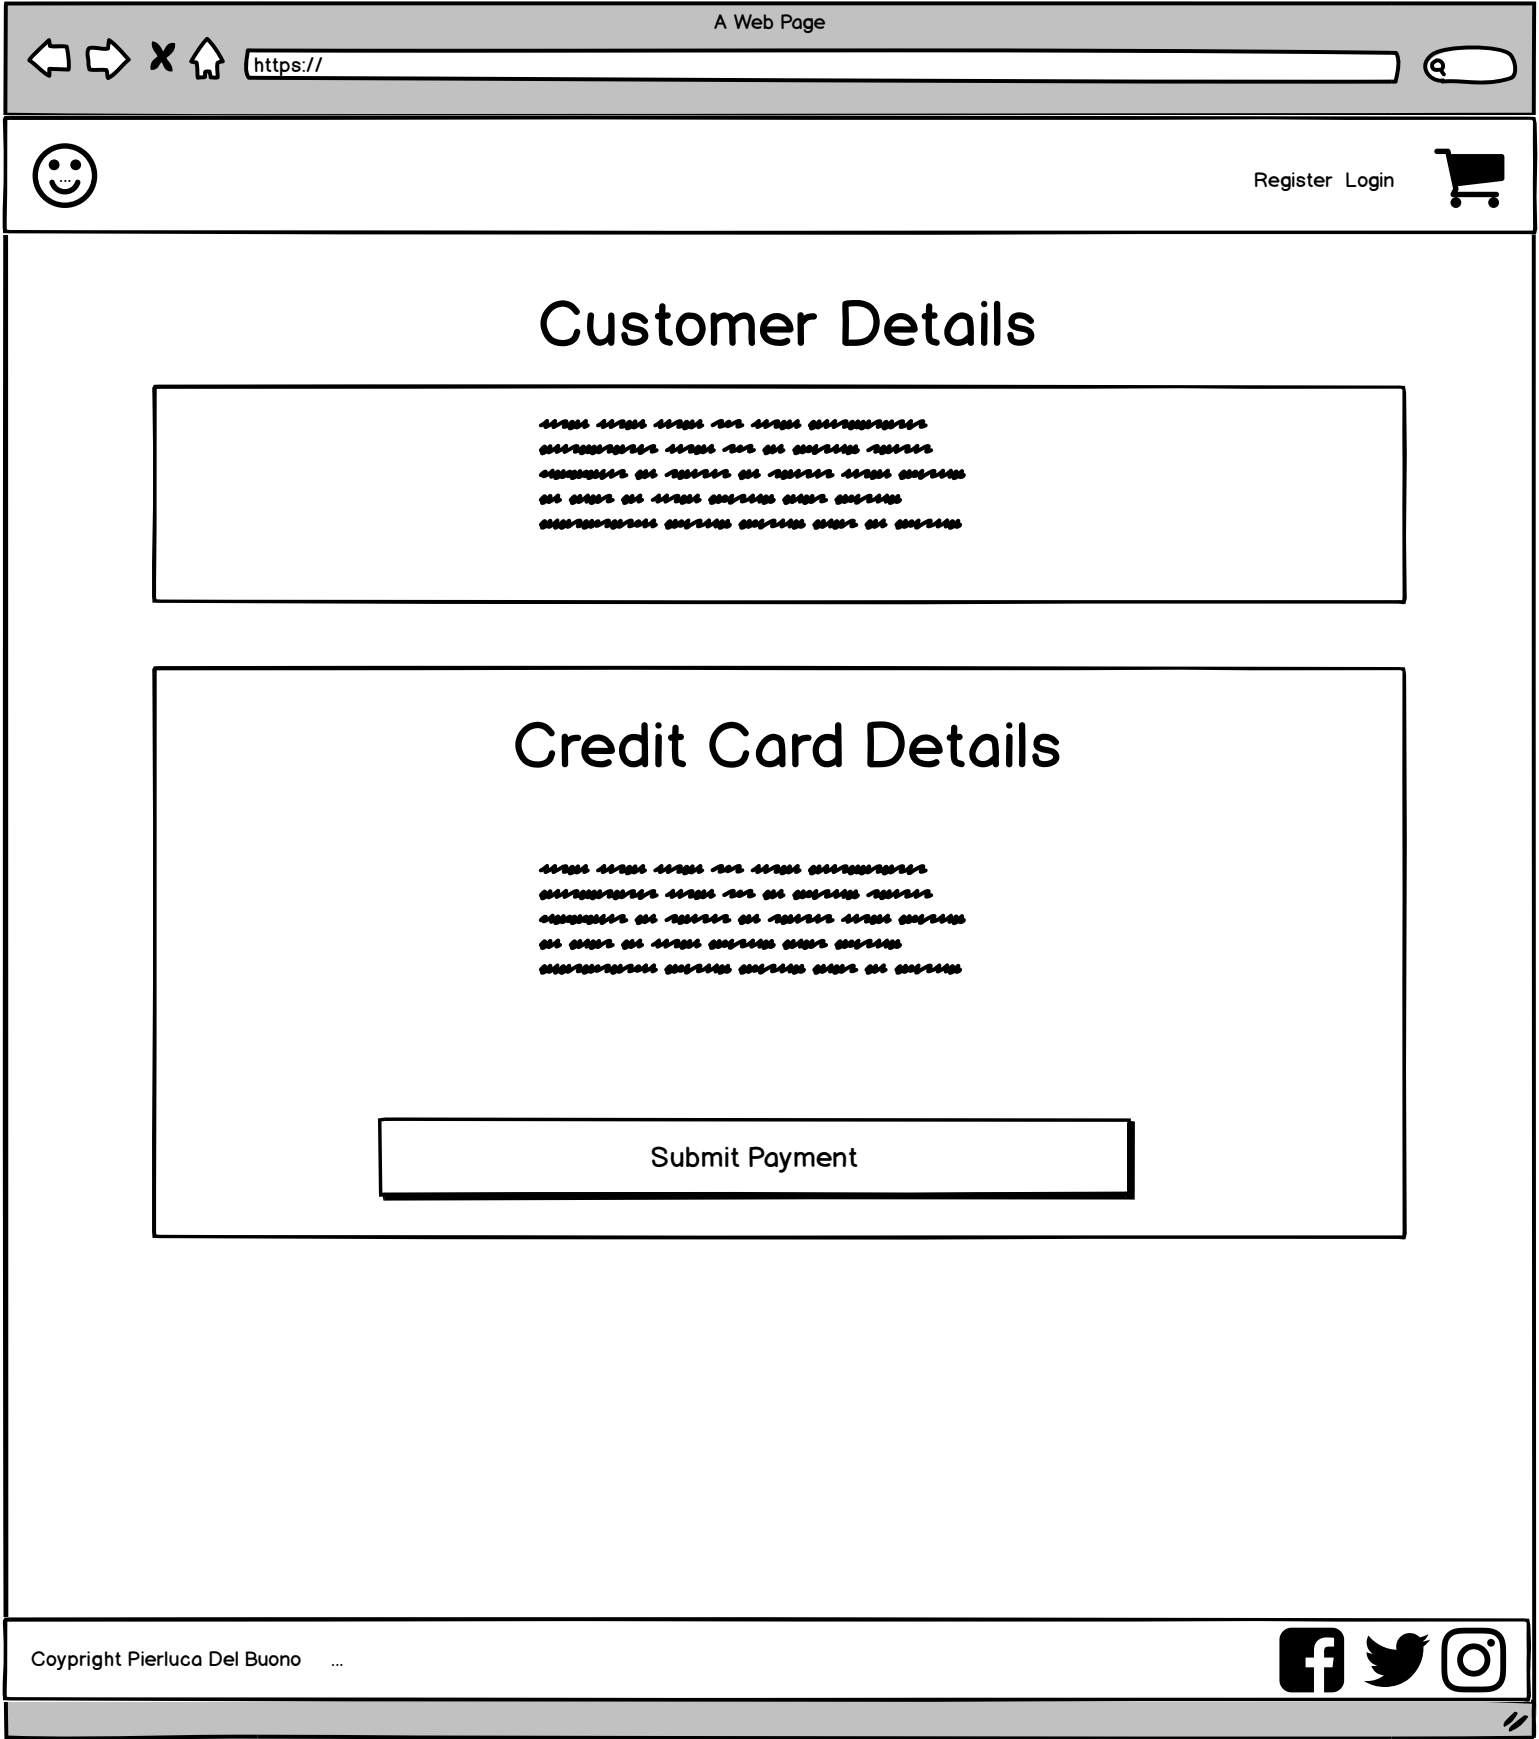 A Web Page
https://
Register Login
Customer Details
Credit Card Details
Submit Payment
Coypright Pierluca Del Buono ...